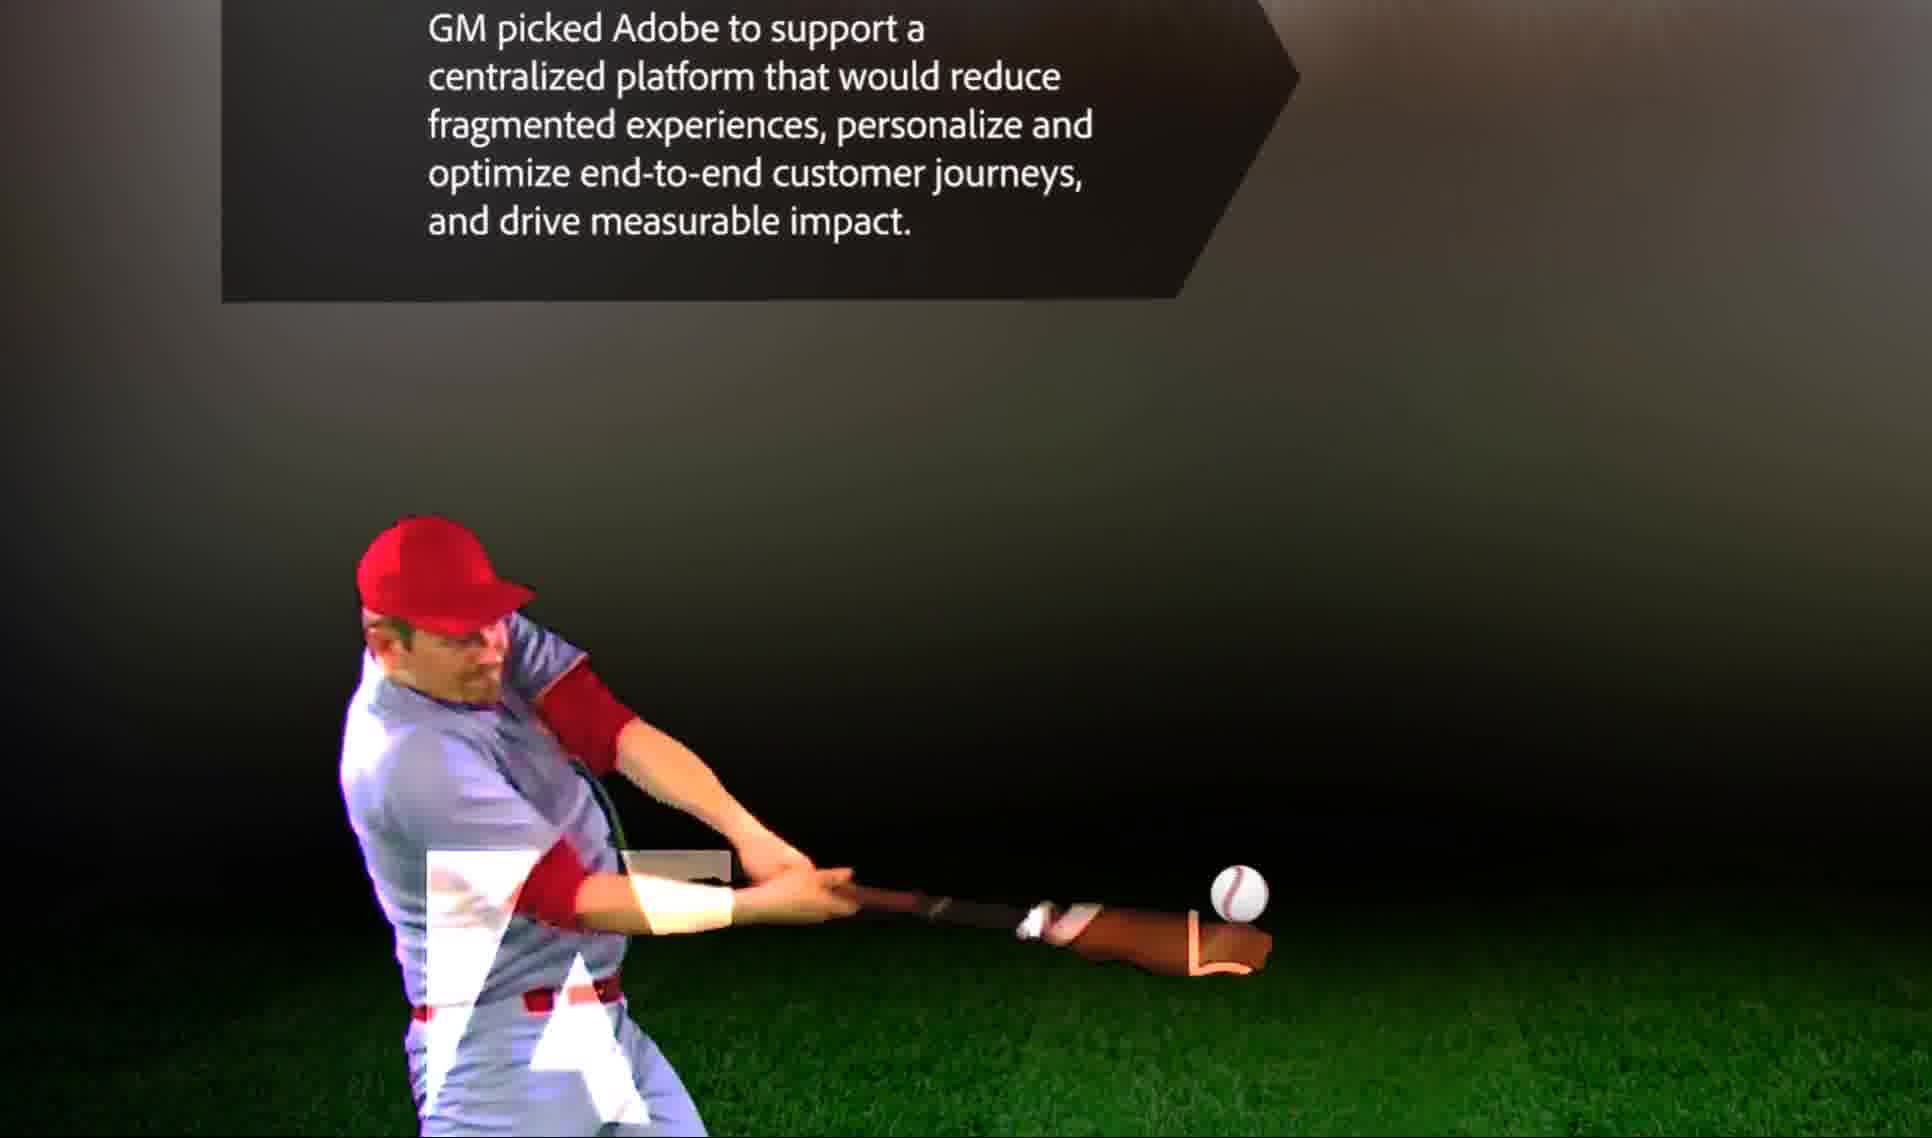 GM picked Adobe to support a
centralized platform that would reduce
fragmented experiences, personalize and
optimize end-to-end customer journeys,
and drive measurable impact.